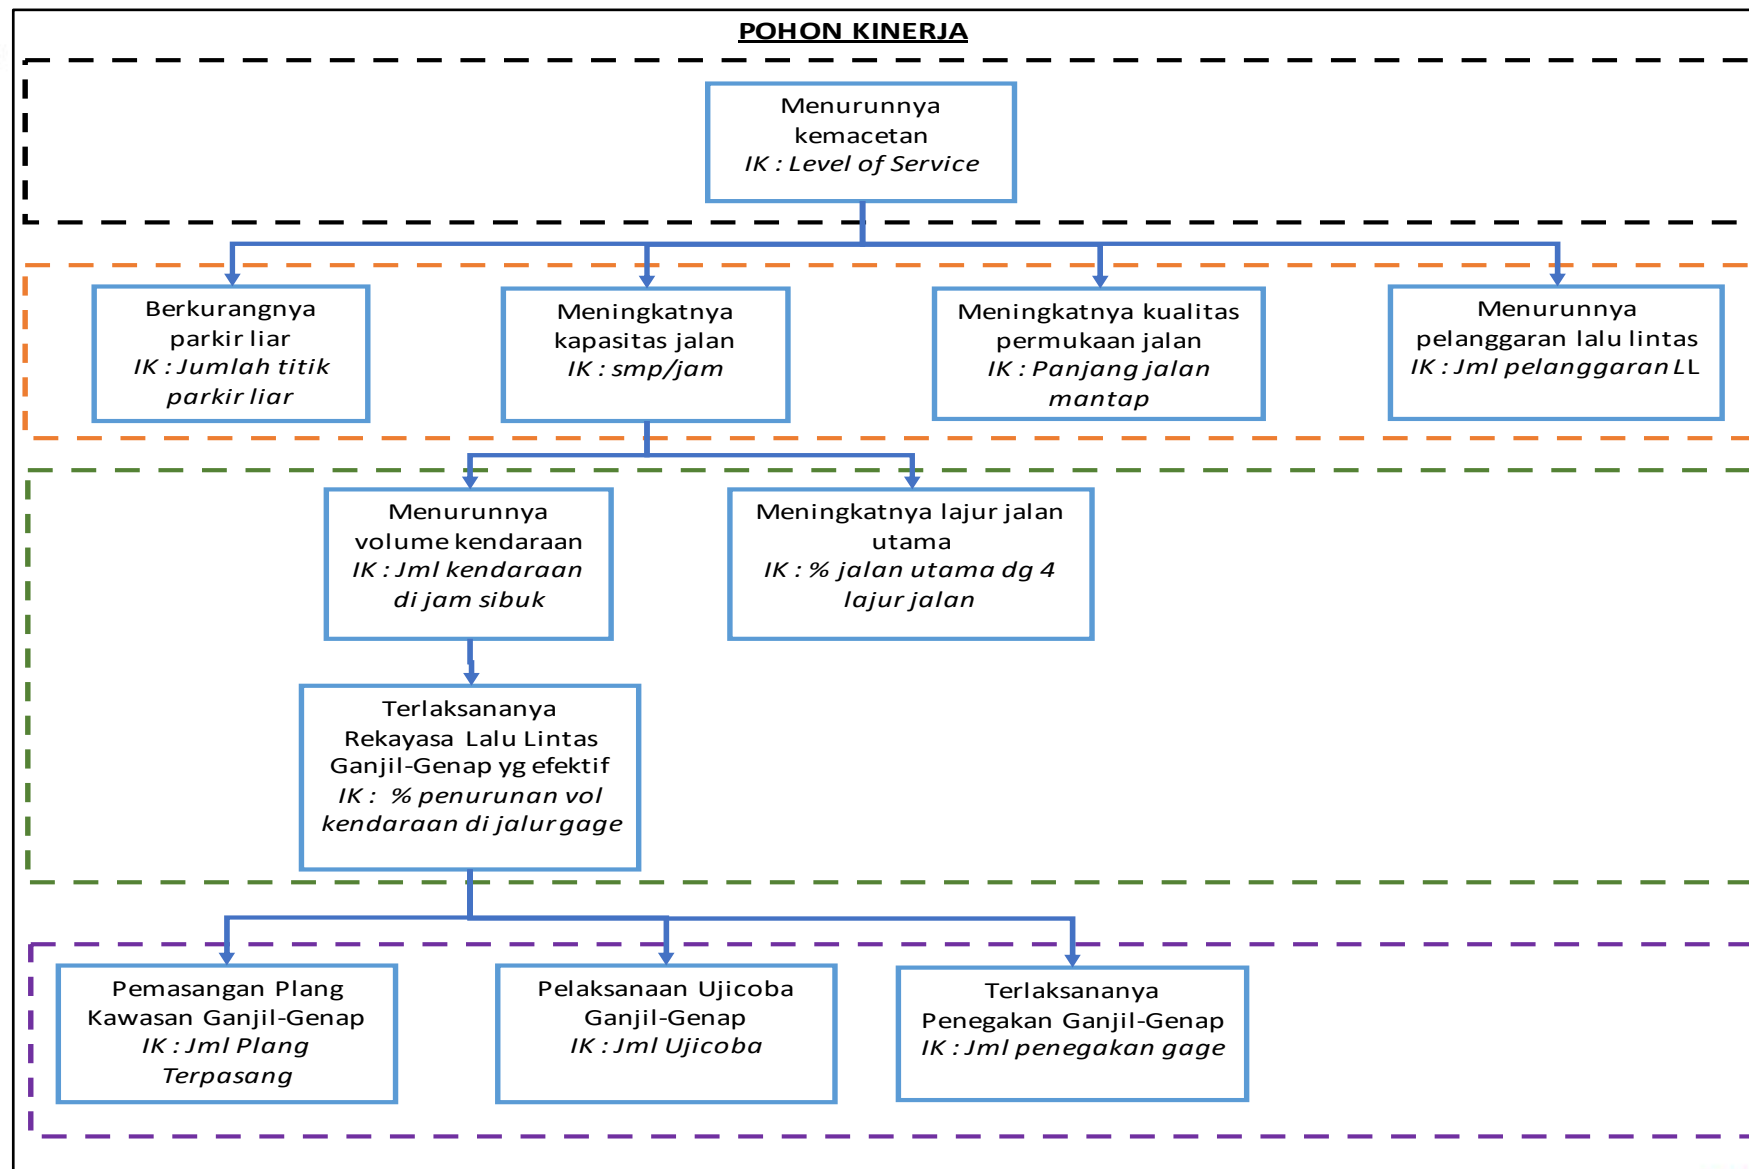 POHON KINERJA
Menurunnya
kemacetan
IK : Level of Service
Berkurangnya
parkir liar
IK : Jumlah titik
parkir liar
Meningkatnya
kapasitas jalan
IK : smp/jam
Meningkatnya kualitas
permukaan jalan
IK : Panjang jalan
mantap
Menurunnya
pelanggaran lalu lintas
IK : Jml pelanggaran LL
Menurunnya
volume kendaraan
IK : Jml kendaraan
di jam sibuk
Meningkatnya lajur jalan
utama
IK : % jalan utama dg 4
lajur jalan
Terlaksananya
Rekayasa Lalu Lintas
Ganjil-Genap yg efektif
IK : % penurunan vol
kendaraan di jalur gage
Pemasangan Plang
Kawasan Ganjil-Genap
IK : Jml Plang
Terpasang
Pelaksanaan Ujicoba
Ganjil-Genap
IK : Jml Ujicoba
Terlaksananya
Penegakan Ganjil-Genap
IK : Jml penegakan gage